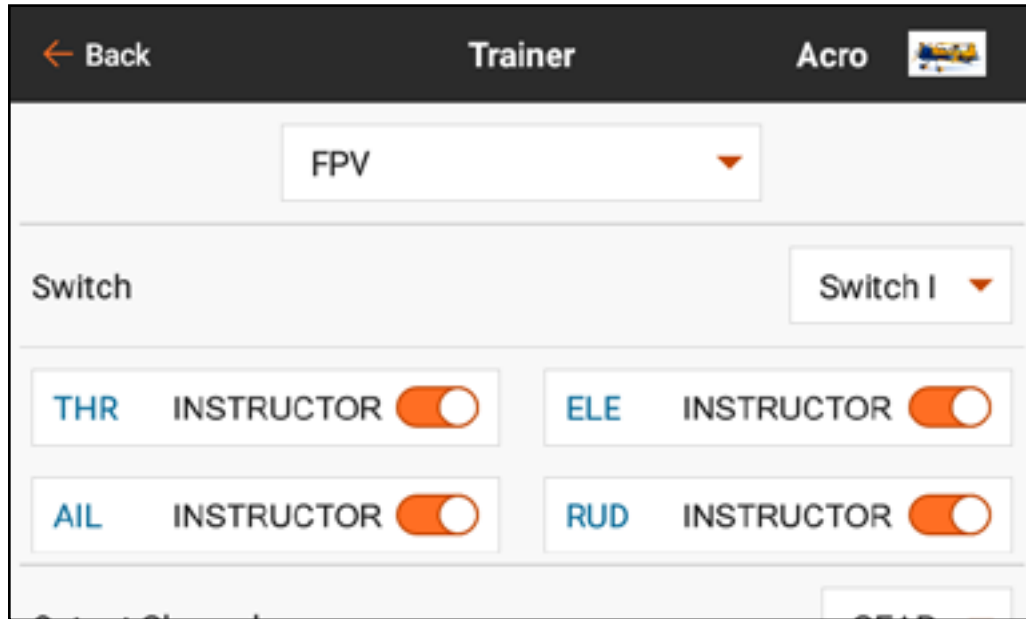 Back Trainer Acro
FPV
Switch Switch I
THR INSTRUCTOR ELE INSTRUCTOR
AIL INSTRUCTOR RUD INSTRUCTOR